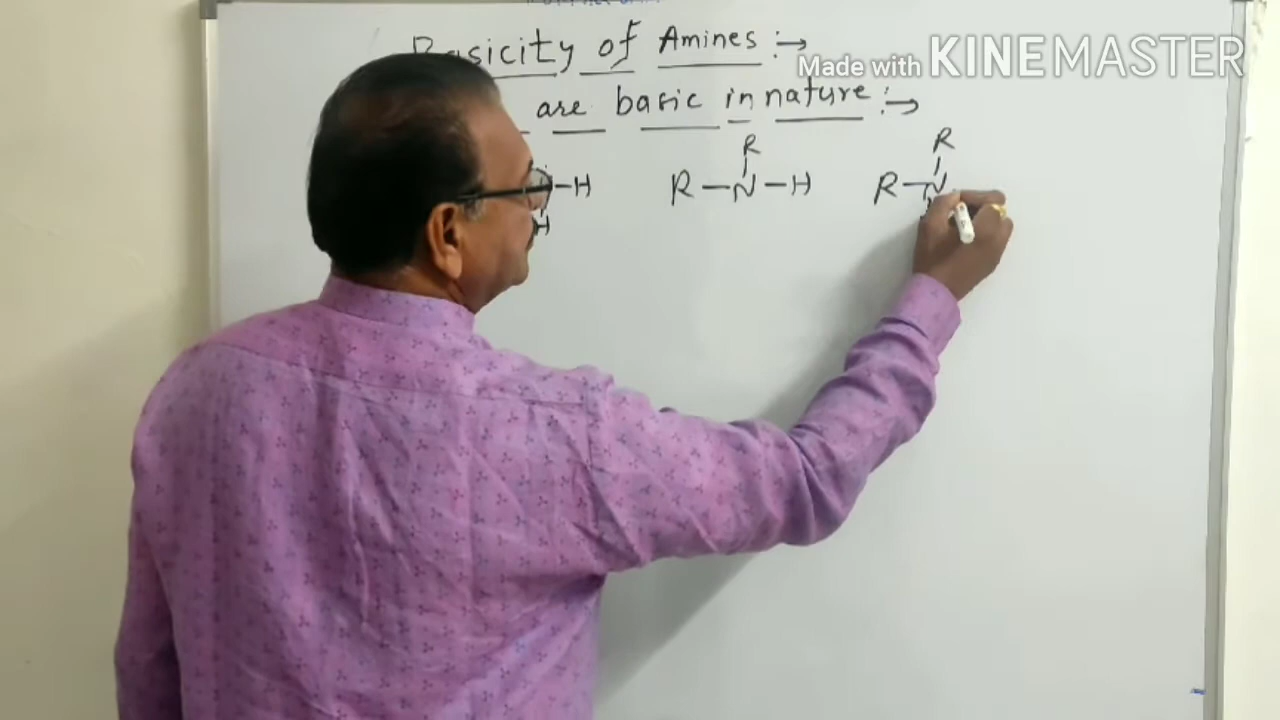 Basicity of Amines :→
Made with KINEMASTER
are basic in nature :→
R R
–H R – N – H R – N
H